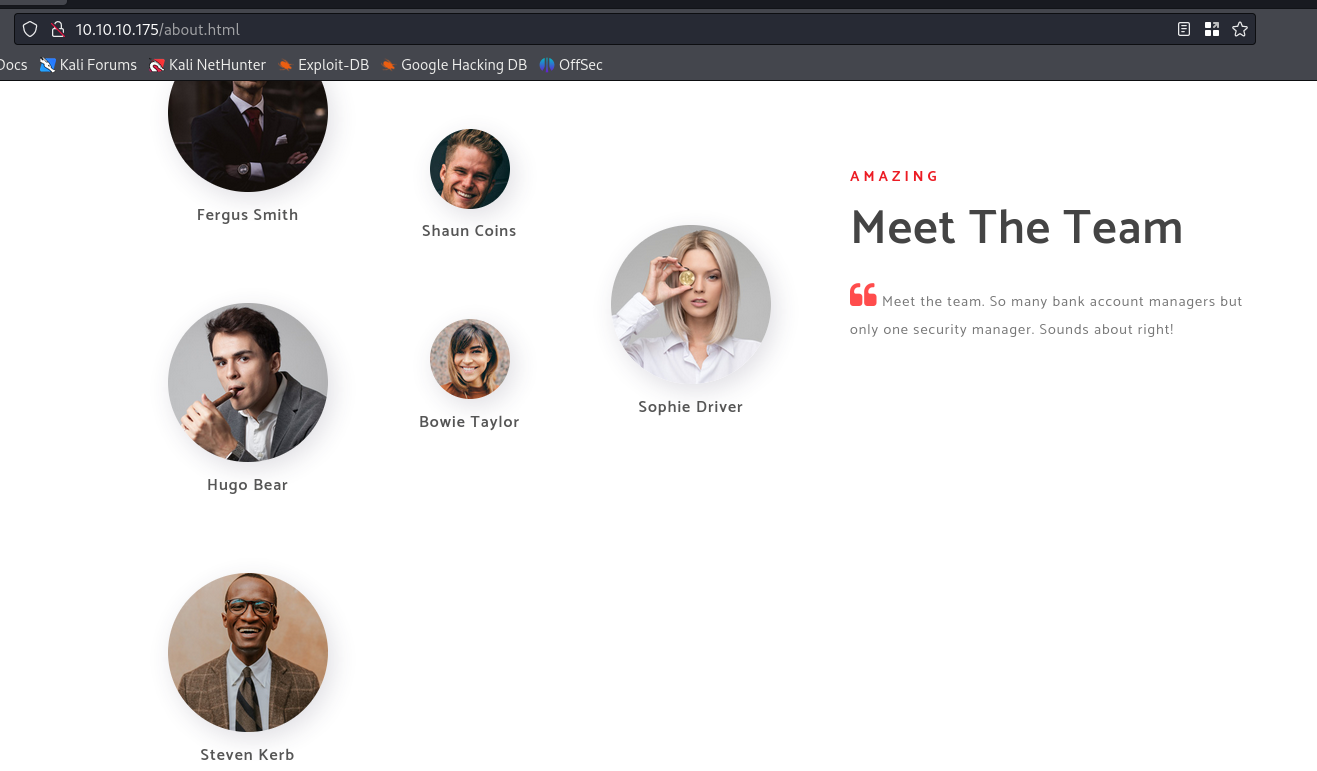 10.10.10.175/about.html
Docs Kali Forums Kali NetHunter Exploit-DB Google Hacking DB OffSec
Fergus Smith
Shaun Coins
Sophie Driver
Hugo Bear
Bowie Taylor
Steven Kerb
AMAZING
Meet The Team
Meet the team. So many bank account managers but
only one security manager. Sounds about right!